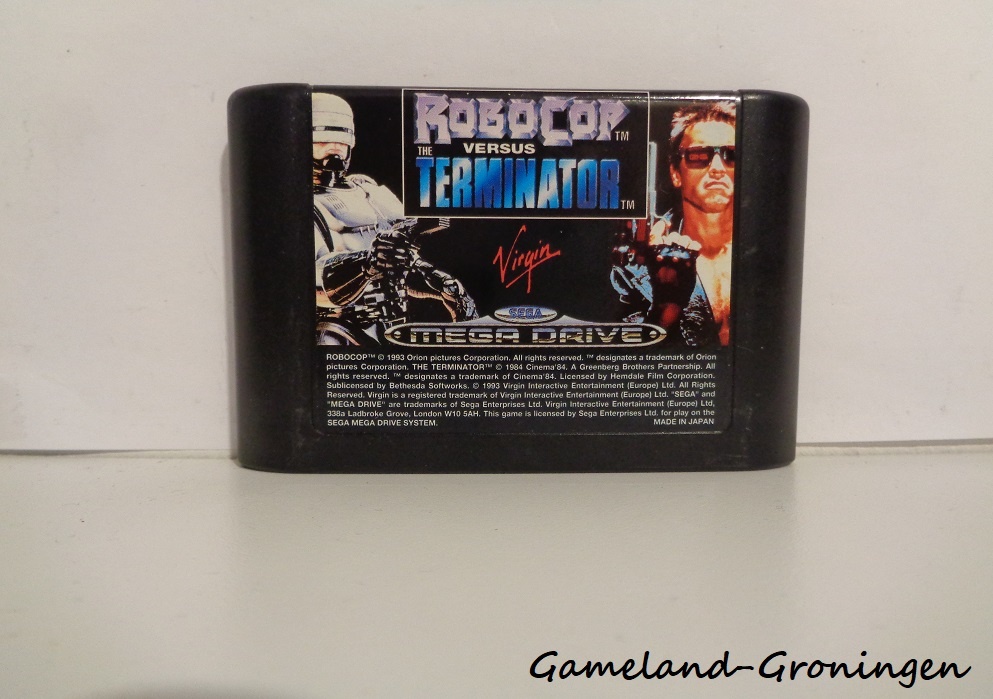 ROBOCOP™
VERSUS
THE
TERMINATOR™
Virgin
SEGA
MEGA DRIVE
ROBOCOP™ © 1993 Orion pictures Corporation. All rights reserved. ™ designates a trademark of Orion
pictures Corporation. THE TERMINATOR™ © 1984 Cinema'84. A Greenberg Brothers Partnership. All
rights reserved. ™ designates a trademark of Cinema'84. Licensed by Hemdale Film Corporation.
Sublicensed by Bethesda Softworks. © 1993 Virgin Interactive Entertainment (Europe) Ltd. All Rights
Reserved. Virgin is a registered trademark of Virgin Interactive Entertainment (Europe) Ltd. "SEGA" and
"MEGA DRIVE" are trademarks of Sega Enterprises Ltd. Virgin Interactive Entertainment (Europe) Ltd,
338a Ladbroke Grove, London W10 5AH. This game is licensed by Sega Enterprises Ltd. for play on the
SEGA MEGA DRIVE SYSTEM. MADE IN JAPAN
Gameland-Groningen